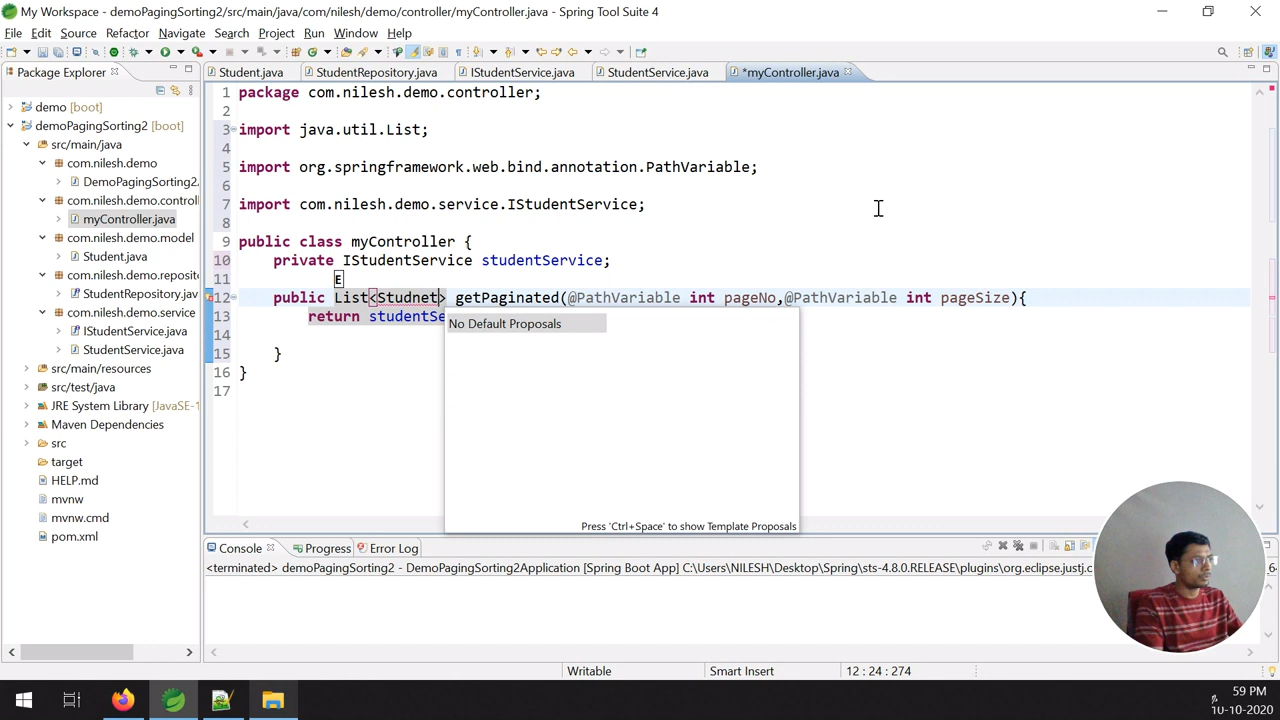 My Workspace - demoPagingSorting2/src/main/java/com/nilesh/demo/controller/myController.java - Spring Tool Suite 4
File Edit Source Refactor Navigate Search Project Run Window Help
Package Explorer
Student.java StudentRepository.java IStudentService.java StudentService.java *myController.java
demo [boot]
demoPagingSorting2 [boot]
src/main/java
com.nilesh.demo
DemoPagingSorting2.
com.nilesh.demo.control
myController.java
com.nilesh.demo.model
Student.java
com.nilesh.demo.reposito
StudentRepository.jav
com.nilesh.demo.service
IStudentService.java
StudentService.java
src/main/resources
src/test/java
JRE System Library [JavaSE-1
Maven Dependencies
src
target
HELP.md
mvnw
mvnw.cmd
pom.xml
1 package com.nilesh.demo.controller;
2
3 import java.util.List;
4
5 import org.springframework.web.bind.annotation.PathVariable;
6
7 import com.nilesh.demo.service.IStudentService;
8
9 public class myController {
10 private IStudentService studentService;
11 E
12 public List<Studnet> getPaginated(@PathVariable int pageNo,@PathVariable int pageSize){
13 return studentSe
14
15 }
16 }
17
No Default Proposals
Press 'Ctrl+Space' to show Template Proposals
Console Progress Error Log
<terminated> demoPagingSorting2 - DemoPagingSorting2Application [Spring Boot App] C:\Users\NILESH\Desktop\Spring\sts-4.8.0.RELEASE\plugins\org.eclipse.justj.c
Writable Smart Insert 12 : 24 : 274
59 PM
10-10-2020